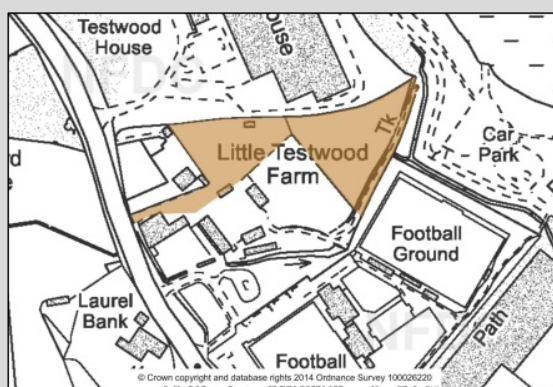 Testwood
House
ouse
NFDC
Little Testwood
Farm
Tk
Car
Park
Football
Ground
Laurel
Bank
Football
Path
© Crown copyright and database rights 2014 Ordnance Survey 100026220